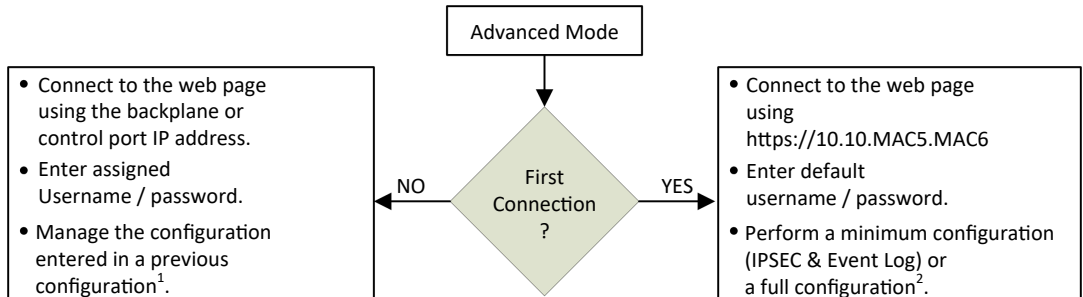 Advanced Mode
• Connect to the web page
using the backplane or
control port IP address.
• Enter assigned
Username / password.
• Manage the configuration
entered in a previous
configuration¹.
NO
First
Connection
?
YES
• Connect to the web page
using
https://10.10.MAC5.MAC6
• Enter default
username / password.
• Perform a minimum configuration
(IPSEC & Event Log) or
a full configuration².